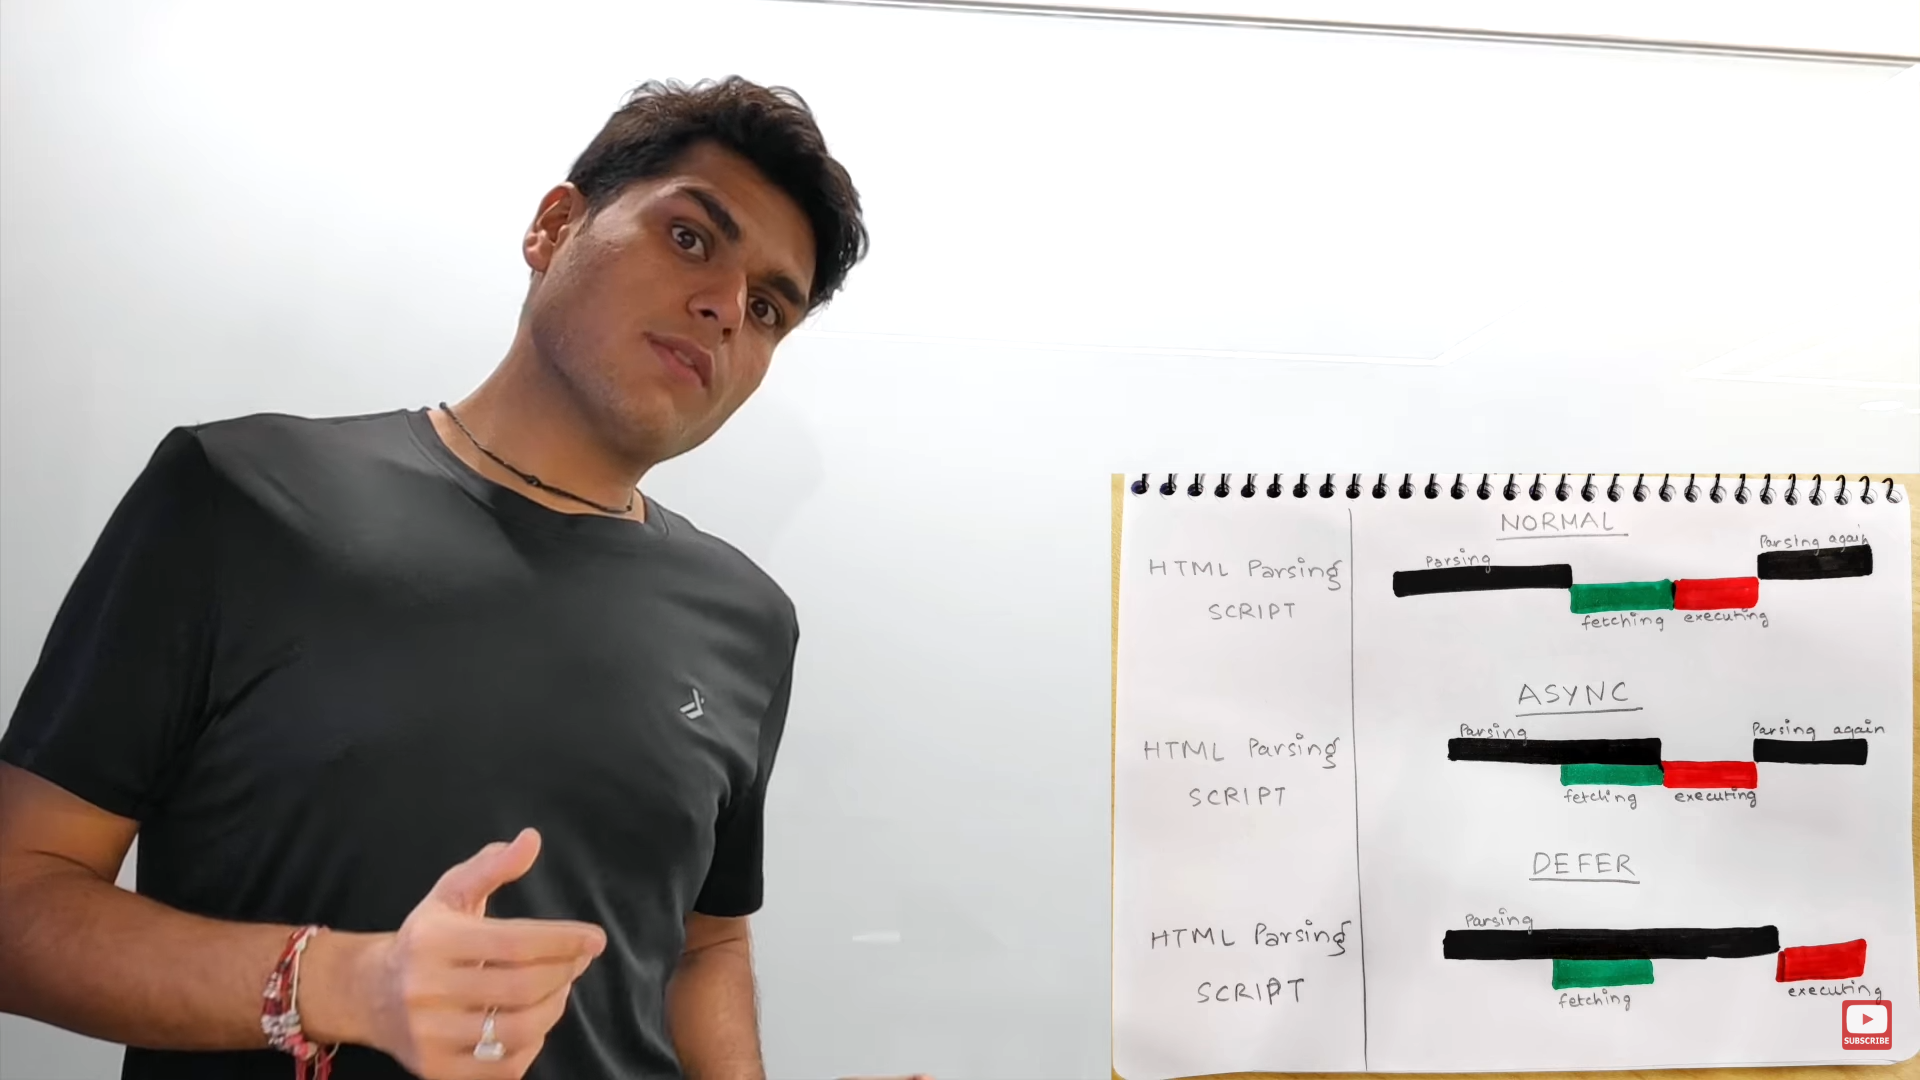 NORMAL
Parsing again
Parsing
HTML Parsing
SCRIPT
fetching executing
ASYNC
Parsing
Parsing again
HTML Parsing
SCRIPT
fetching executing
DEFER
Parsing
HTML Parsing
SCRIPT
fetching
executing
SUBSCRIBE